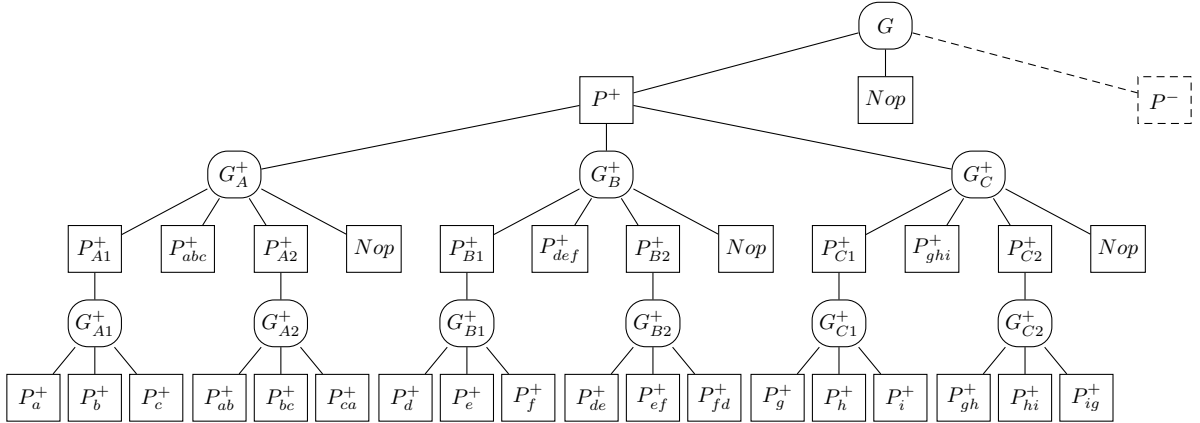 G
P^+ Nop P^-
G_A^+ G_B^+ G_C^+
P_{A1}^+ P_{abc}^+ P_{A2}^+ Nop P_{B1}^+ P_{def}^+ P_{B2}^+ Nop P_{C1}^+ P_{ghi}^+ P_{C2}^+ Nop
G_{A1}^+ G_{A2}^+ G_{B1}^+ G_{B2}^+ G_{C1}^+ G_{C2}^+
P_a^+ P_b^+ P_c^+ P_{ab}^+ P_{bc}^+ P_{ca}^+ P_d^+ P_e^+ P_f^+ P_{de}^+ P_{ef}^+ P_{fd}^+ P_g^+ P_h^+ P_i^+ P_{gh}^+ P_{hi}^+ P_{ig}^+